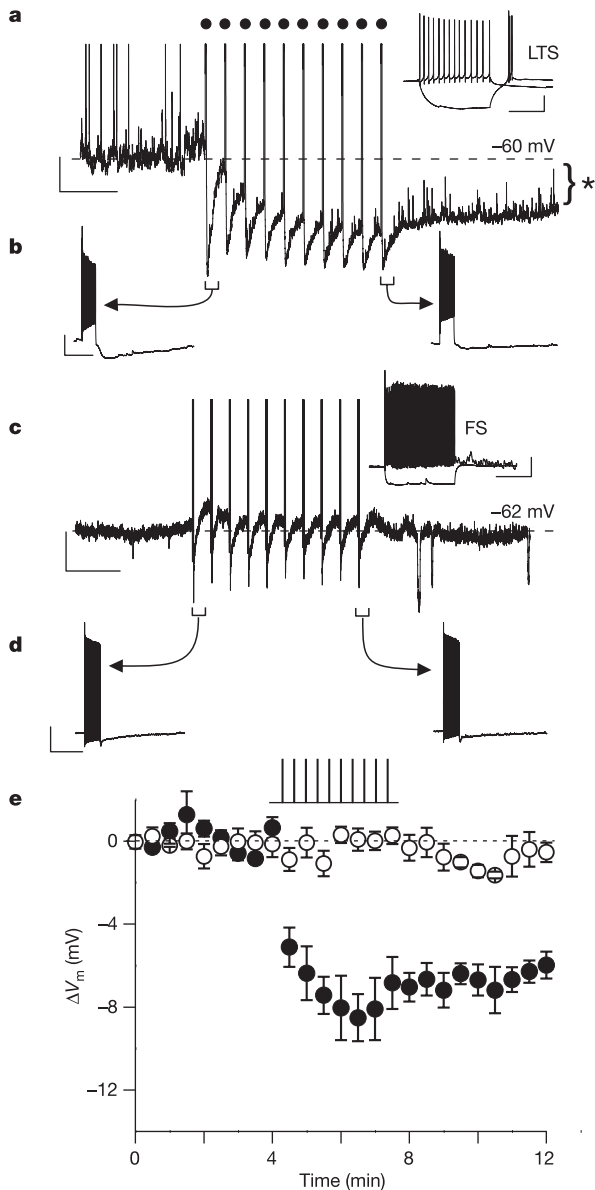 a
LTS
–60 mV
*
b
c
FS
–62 mV
d
e
0
–4
–8
–12
ΔVm (mV)
0 4 8 12
Time (min)